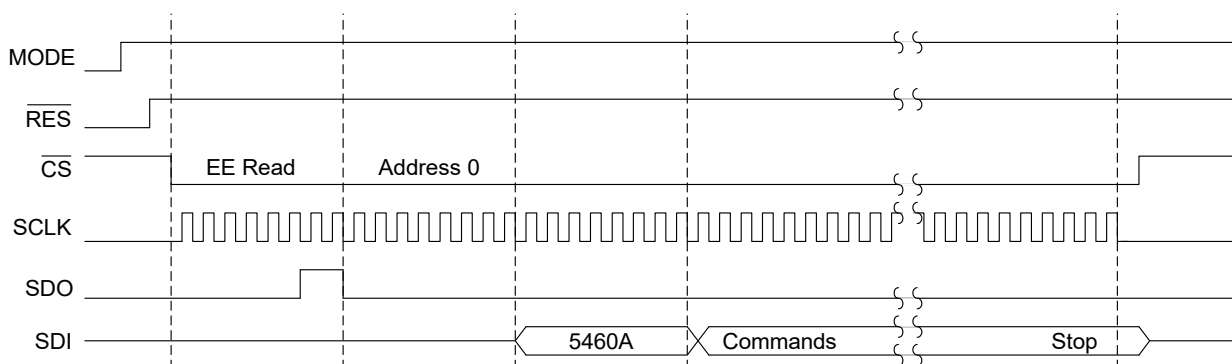 MODE
RES
CS EE Read Address 0
SCLK
SDO
SDI 5460A Commands Stop